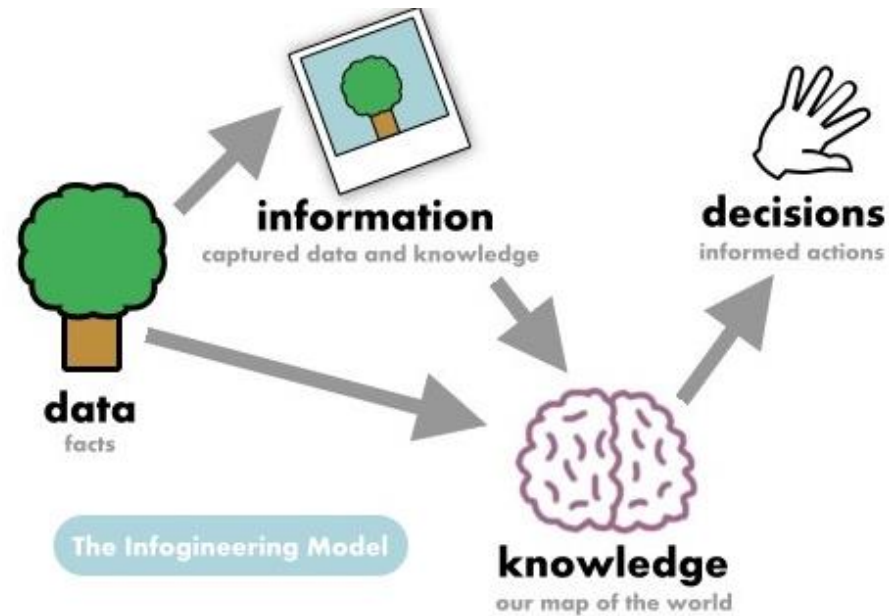 information
captured data and knowledge
decisions
informed actions
data
facts
The Infogineering Model
knowledge
our map of the world